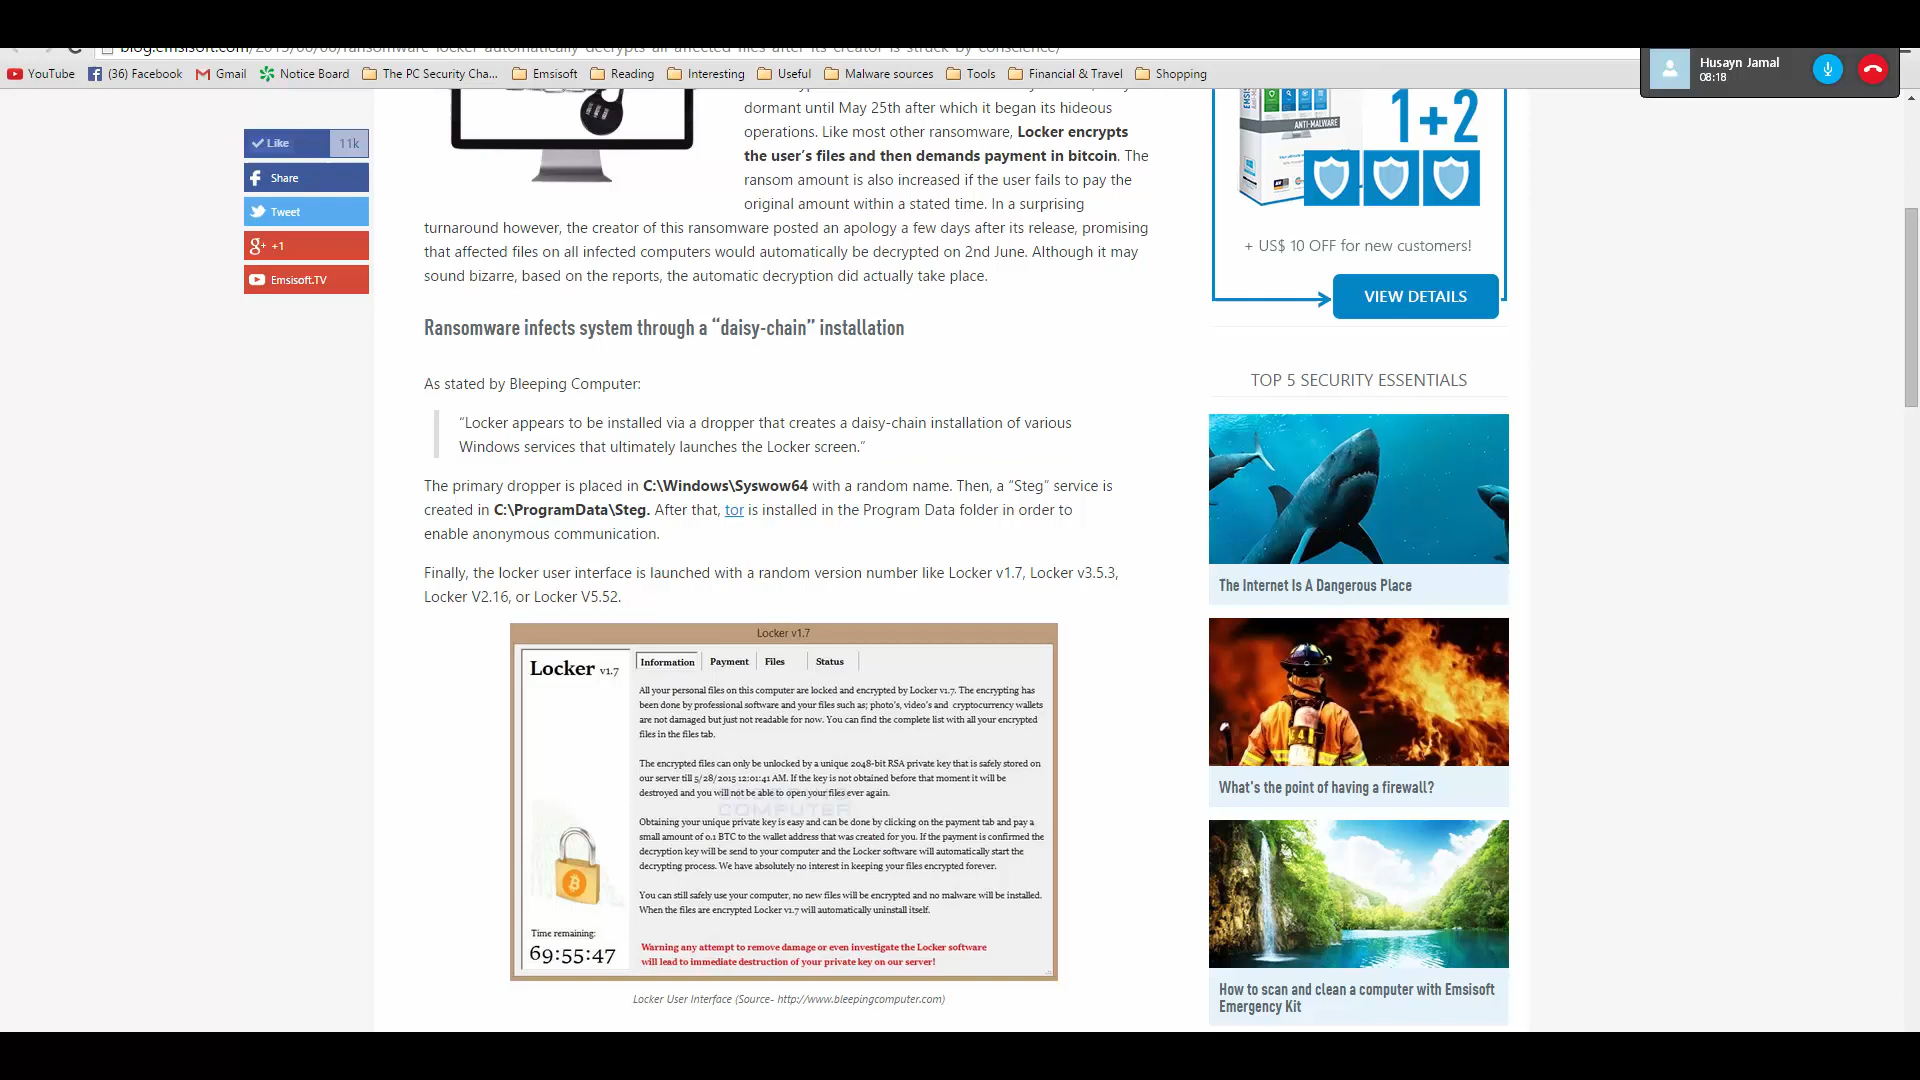 blog.emsisoft.com/2015/06/06/ransomware-locker-automatically-decrypts-all-affected-files-after-its-creator-is-struck-by-conscience/
YouTube
(36) Facebook
Gmail
Notice Board
The PC Security Cha...
Emsisoft
Reading
Interesting
Useful
Malware sources
Tools
Financial & Travel
Shopping
Husayn Jamal
08:18
Like 11k
Share
Tweet
g+ +1
Emsisoft.TV
dormant until May 25th after which it began its hideous
operations. Like most other ransomware, Locker encrypts
the user’s files and then demands payment in bitcoin. The
ransom amount is also increased if the user fails to pay the
original amount within a stated time. In a surprising
turnaround however, the creator of this ransomware posted an apology a few days after its release, promising
that affected files on all infected computers would automatically be decrypted on 2nd June. Although it may
sound bizarre, based on the reports, the automatic decryption did actually take place.
Ransomware infects system through a “daisy-chain” installation
As stated by Bleeping Computer:
“Locker appears to be installed via a dropper that creates a daisy-chain installation of various
Windows services that ultimately launches the Locker screen.”
The primary dropper is placed in C:\Windows\Syswow64 with a random name. Then, a “Steg” service is
created in C:\ProgramData\Steg. After that, tor is installed in the Program Data folder in order to
enable anonymous communication.
Finally, the locker user interface is launched with a random version number like Locker v1.7, Locker v3.5.3,
Locker V2.16, or Locker V5.52.
Locker v1.7
Locker v1.7
Information
Payment
Files
Status
All your personal files on this computer are locked and encrypted by Locker v1.7. The encrypting has
been done by professional software and your files such as; photo's, video's and cryptocurrency wallets
are not damaged but just not readable for now. You can find the complete list with all your encrypted
files in the files tab.
The encrypted files can only be unlocked by a unique 2048-bit RSA private key that is safely stored on
our server till 5/28/2015 12:01:41 AM. If the key is not obtained before that moment it will be
destroyed and you will not be able to open your files ever again.
COMPUTER
Obtaining your unique private key is easy and can be done by clicking on the payment tab and pay a
small amount of 0.1 BTC to the wallet address that was created for you. If the payment is confirmed the
decryption key will be send to your computer and the Locker software will automatically start the
decrypting process. We have absolutely no interest in keeping your files encrypted forever.
You can still safely use your computer, no new files will be encrypted and no malware will be installed.
When the files are encrypted Locker v1.7 will automatically uninstall itself.
Warning any attempt to remove damage or even investigate the Locker software
will lead to immediate destruction of your private key on our server!
Time remaining:
69:55:47
Locker User Interface (Source- http://www.bleepingcomputer.com)
ANTI-MALWARE
1+2
+ US$ 10 OFF for new customers!
VIEW DETAILS
TOP 5 SECURITY ESSENTIALS
The Internet Is A Dangerous Place
What's the point of having a firewall?
How to scan and clean a computer with Emsisoft
Emergency Kit